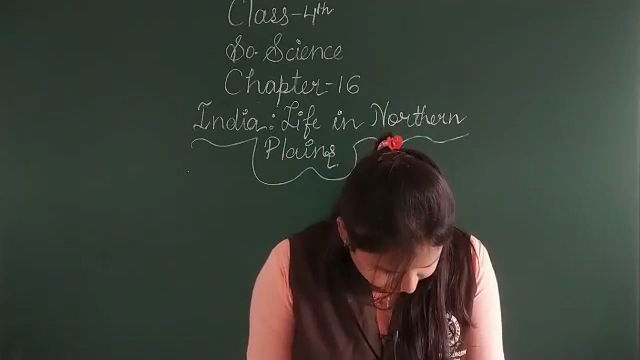 Class-4th
So. Science
Chapter-16
India: Life in Northern
Plains